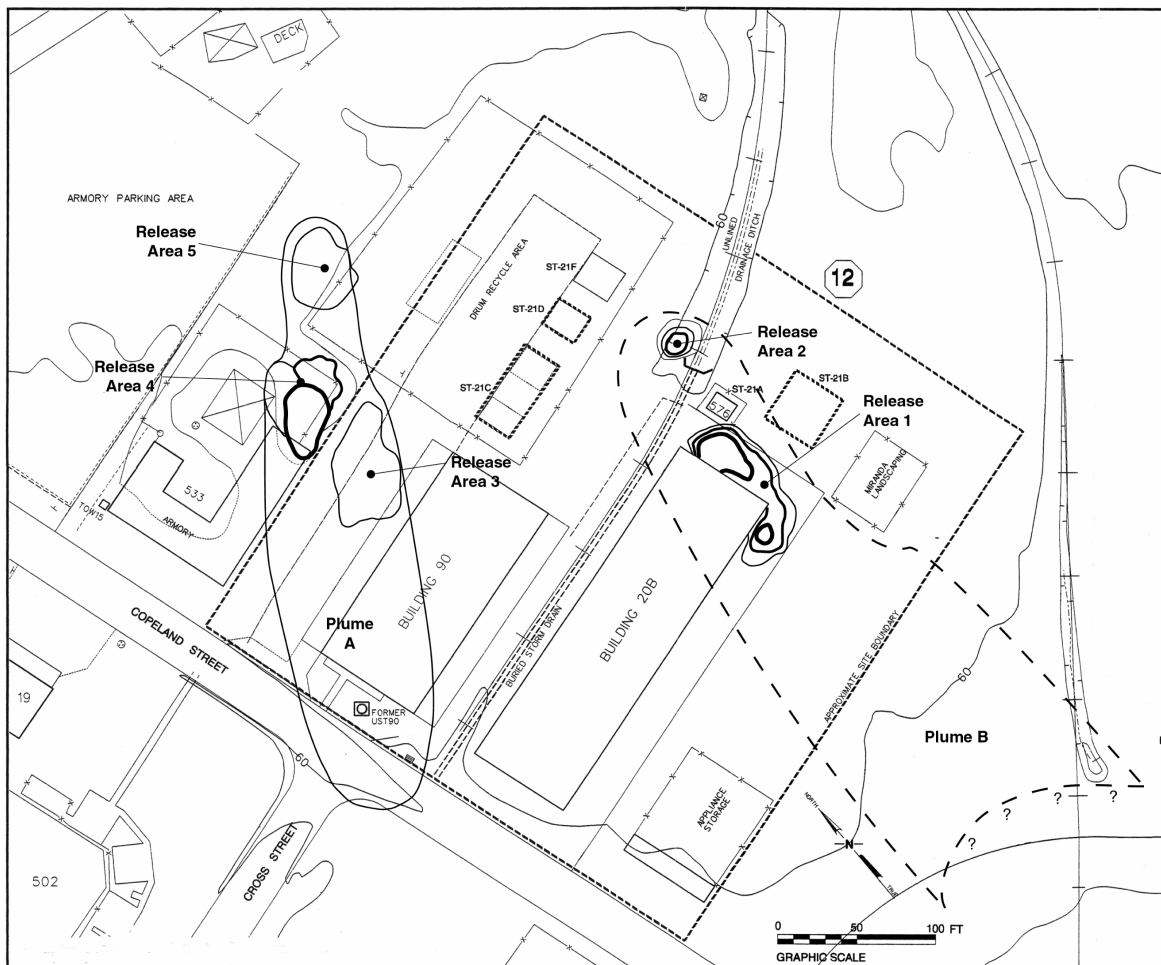 DECK
ARMORY PARKING AREA
Release
Area 5
60
UNLINED
DRAINAGE DITCH
12
DRUM RECYCLE AREA
ST-21F
ST-21D
Release
Area 2
Release
Area 4
ST-21C
ST-21A
ST-21B
576
Release
Area 1
Release
Area 3
MIRANDA
LANDSCAPING
533
ARMORY
TOW15
BUILDING 90
BUILDING 20B
COPELAND STREET
Plume
A
BURIED STORM DRAIN
APPROXIMATE SITE BOUNDARY
60
19
FORMER
UST90
Plume B
60
APPLIANCE
STORAGE
?
?
?
NORTH
N
TRUE
CROSS STREET
502
0
50
100 FT
GRAPHIC SCALE